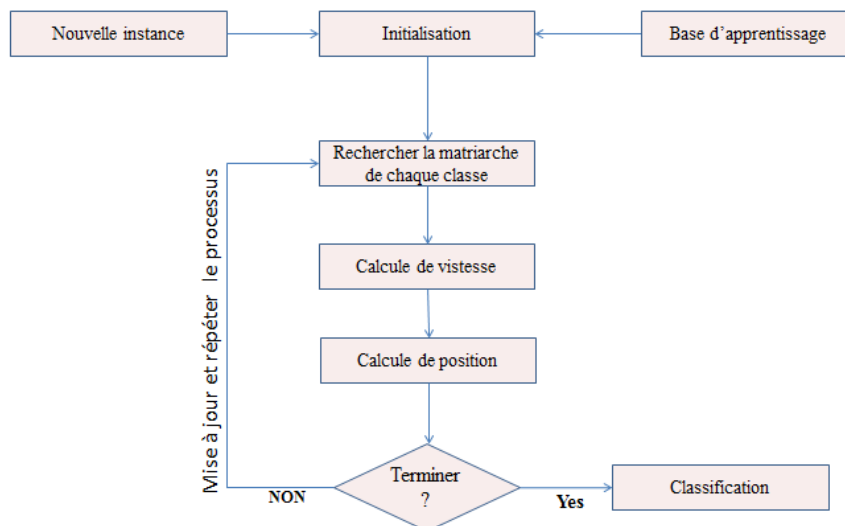 Nouvelle instance
Initialisation
Base d'apprentissage
Rechercher la matriarche
de chaque classe
Mise à jour et répéter le processus
Calcule de vistesse
Calcule de position
Terminer
?
NON
Yes
Classification